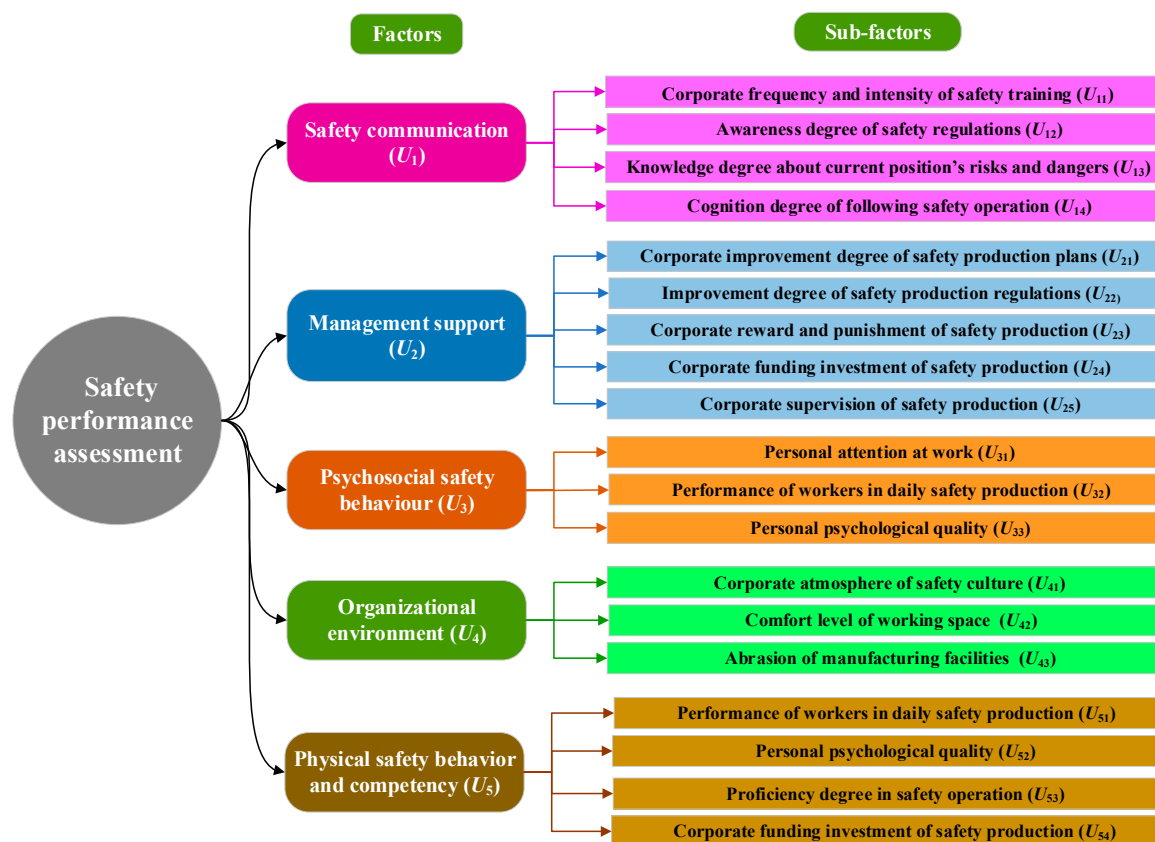 Factors
Sub-factors
Safety
performance
assessment
Safety communication
(U₁)
Corporate frequency and intensity of safety training (U₁₁)
Awareness degree of safety regulations (U₁₂)
Knowledge degree about current position's risks and dangers (U₁₃)
Cognition degree of following safety operation (U₁₄)
Management support
(U₂)
Corporate improvement degree of safety production plans (U₂₁)
Improvement degree of safety production regulations (U₂₂)
Corporate reward and punishment of safety production (U₂₃)
Corporate funding investment of safety production (U₂₄)
Corporate supervision of safety production (U₂₅)
Psychosocial safety
behaviour (U₃)
Personal attention at work (U₃₁)
Performance of workers in daily safety production (U₃₂)
Personal psychological quality (U₃₃)
Organizational
environment (U₄)
Corporate atmosphere of safety culture (U₄₁)
Comfort level of working space (U₄₂)
Abrasion of manufacturing facilities (U₄₃)
Physical safety behavior
and competency (U₅)
Performance of workers in daily safety production (U₅₁)
Personal psychological quality (U₅₂)
Proficiency degree in safety operation (U₅₃)
Corporate funding investment of safety production (U₅₄)